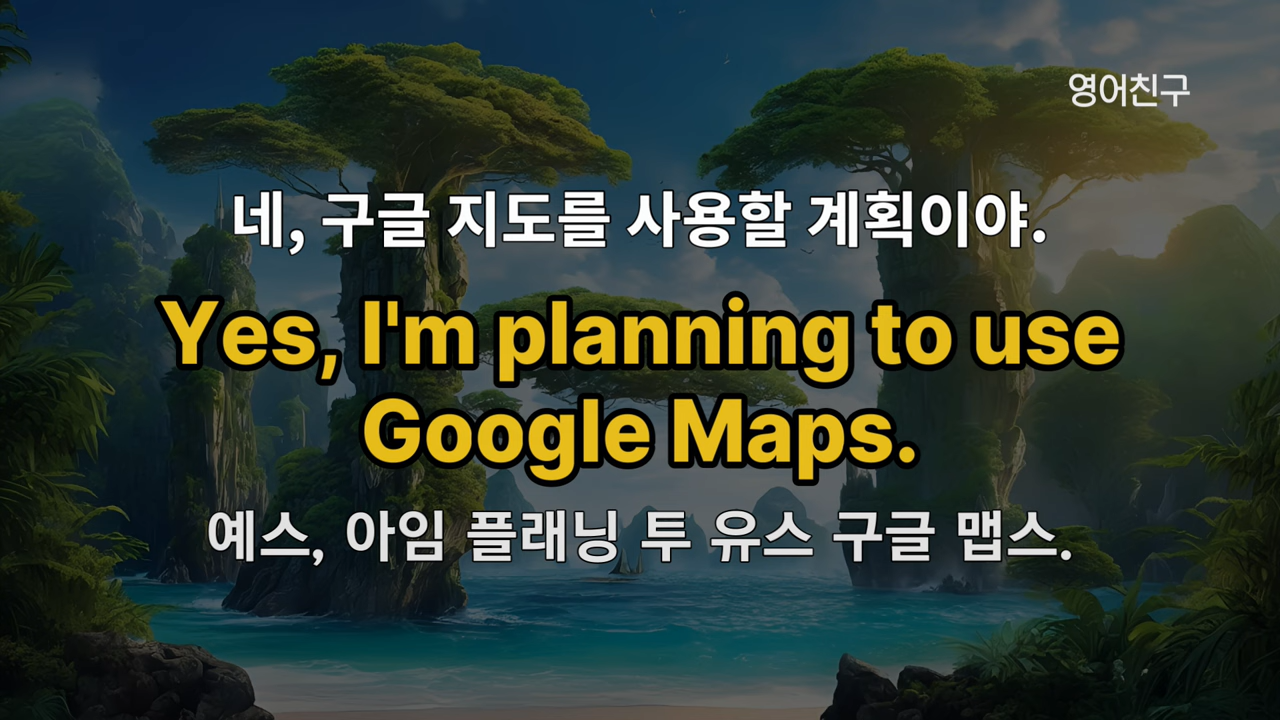 영어친구
네, 구글 지도를 사용할 계획이야.
Yes, I'm planning to use
Google Maps.
예스, 아임 플래닝 투 유스 구글 맵스.